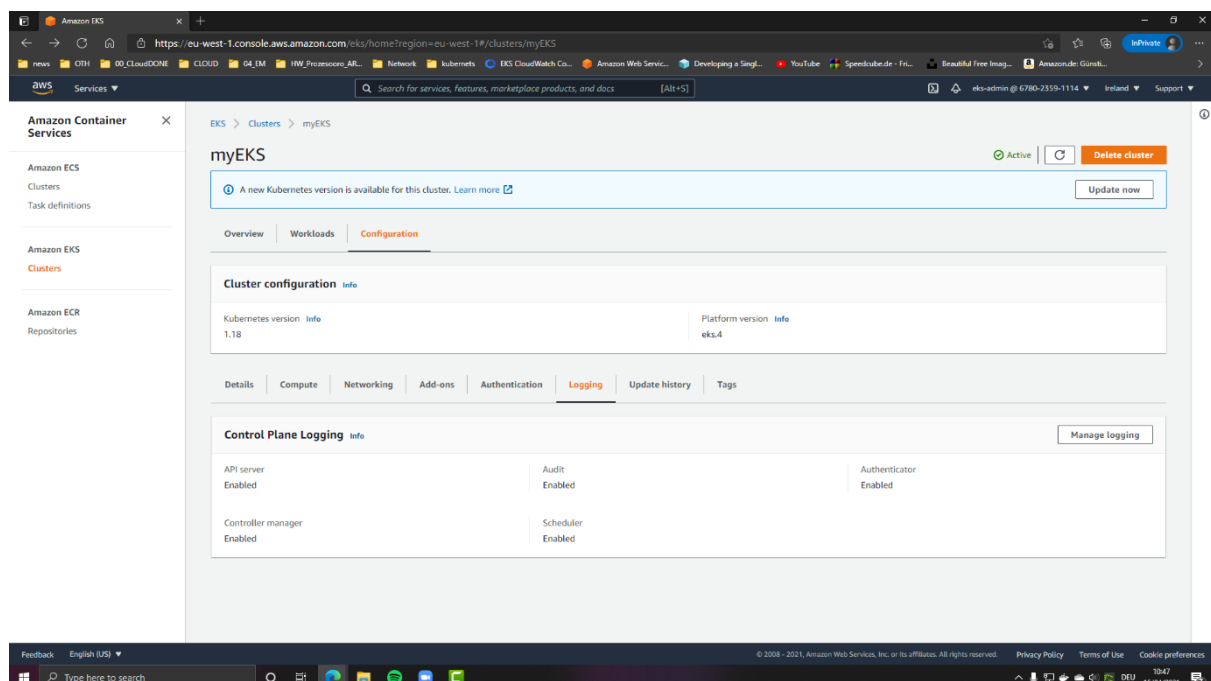 Amazon EKS
https://eu-west-1.console.aws.amazon.com/eks/home?region=eu-west-1#/clusters/myEKS
InPrivate
news OTH 00_CLoudDONE CLOUD 04_EM HW_Prozesooro_AR... Network kubernets EKS CloudWatch Co... Amazon Web Servic... Developing a Singl... YouTube Speedcube.de - Fri... Beautiful Free Imag... Amazon.de: Günsti...
aws Services Search for services, features, marketplace products, and docs [Alt+S] eks-admin @ 6780-2359-1114 Ireland Support
Amazon Container Services
Amazon ECS
Clusters
Task definitions
Amazon EKS
Clusters
Amazon ECR
Repositories
EKS > Clusters > myEKS
myEKS
Active
Delete cluster
A new Kubernetes version is available for this cluster. Learn more
Update now
Overview Workloads Configuration
Cluster configuration Info
Kubernetes version Info
1.18
Platform version Info
eks.4
Details Compute Networking Add-ons Authentication Logging Update history Tags
Control Plane Logging Info
Manage logging
API server
Enabled
Audit
Enabled
Authenticator
Enabled
Controller manager
Enabled
Scheduler
Enabled
Feedback English (US) © 2008 - 2021, Amazon Web Services, Inc. or its affiliates. All rights reserved. Privacy Policy Terms of Use Cookie preferences
Type here to search
DEU
10:47